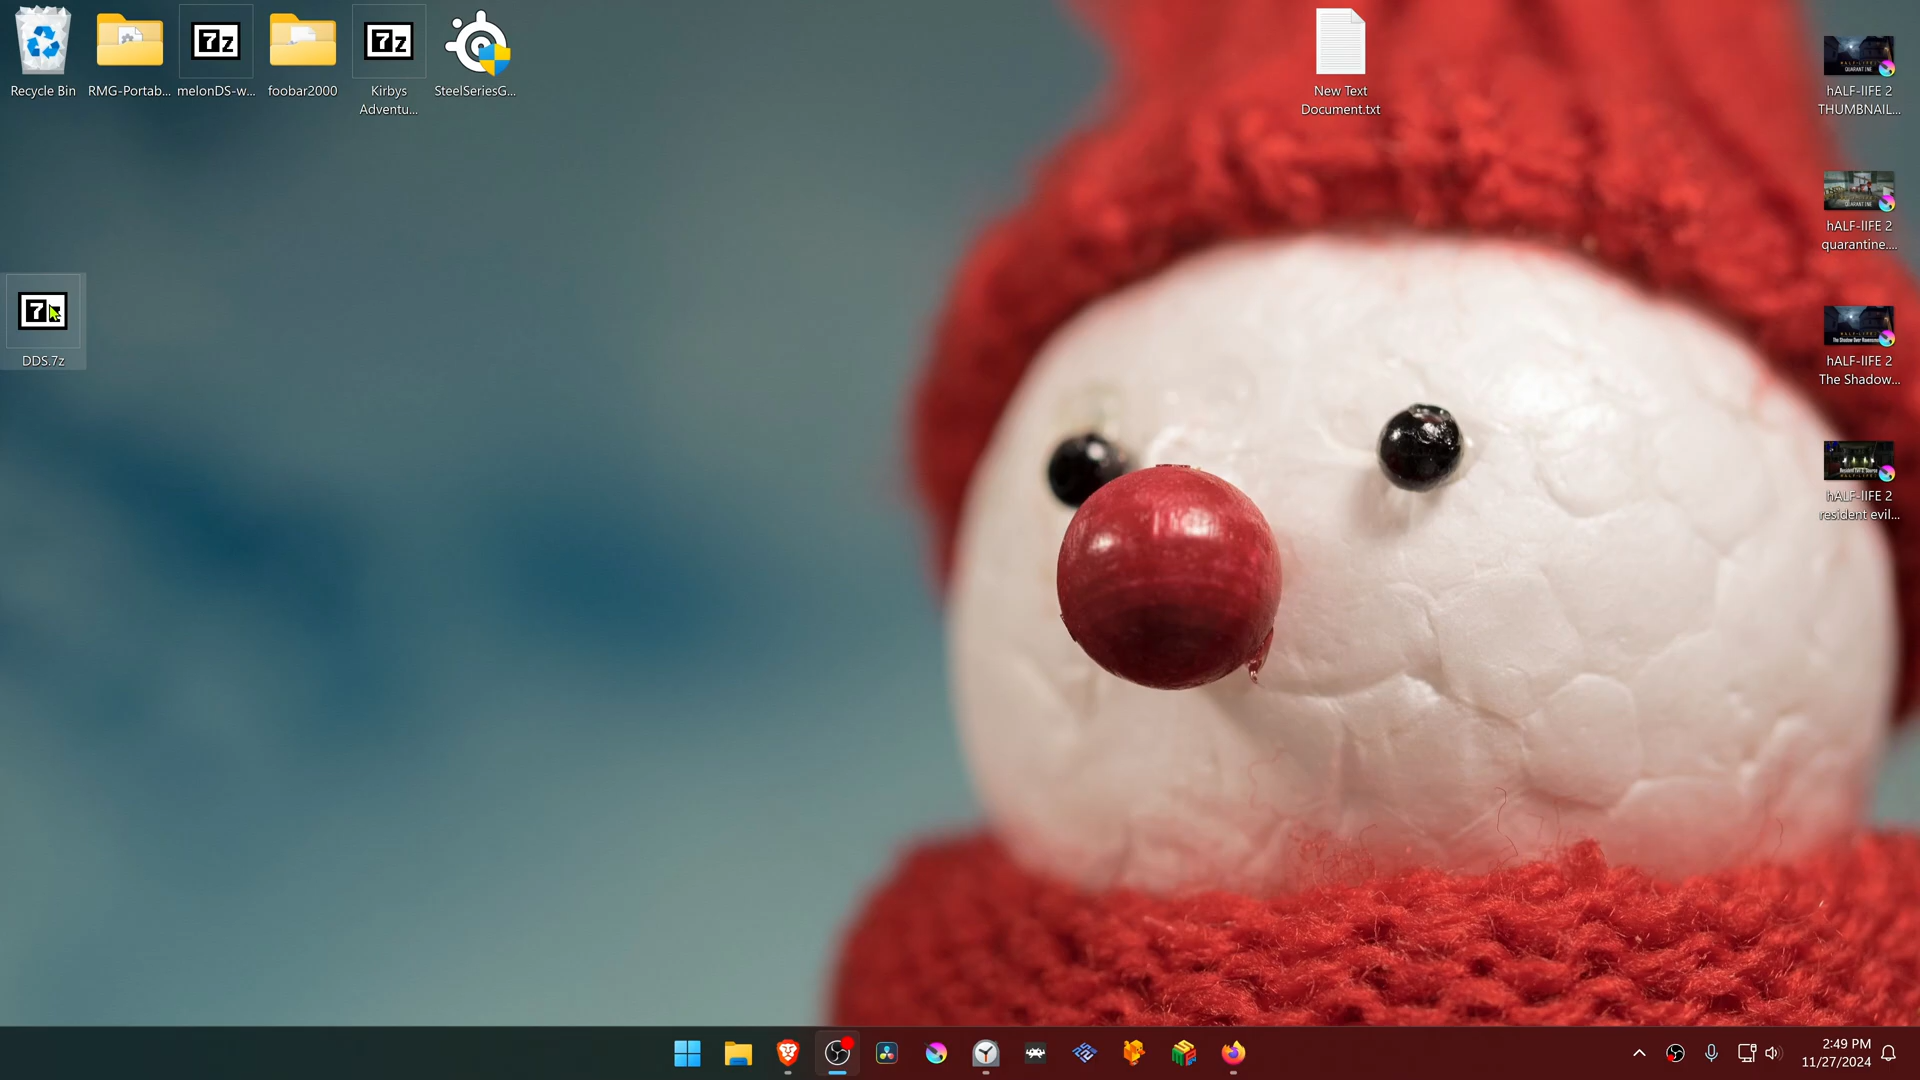 Recycle Bin
RMG-Portab...
7z
melonDS-w...
foobar2000
7z
Kirbys
Adventu...
SteelSeriesG...
New Text
Document.txt
hALF-lIFE 2
THUMBNAIL...
hALF-lIFE 2
quarantine....
hALF-lIFE 2
The Shadow...
hALF-lIFE 2
resident evil...
DDS.7z
2:49 PM
11/27/2024